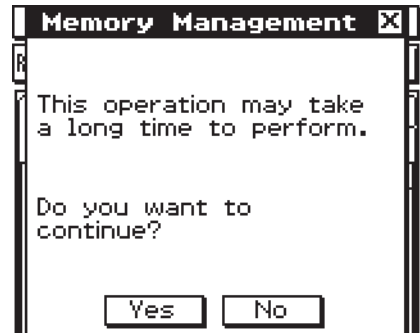 Memory Management X
This operation may take
a long time to perform.
Do you want to
continue?
Yes No